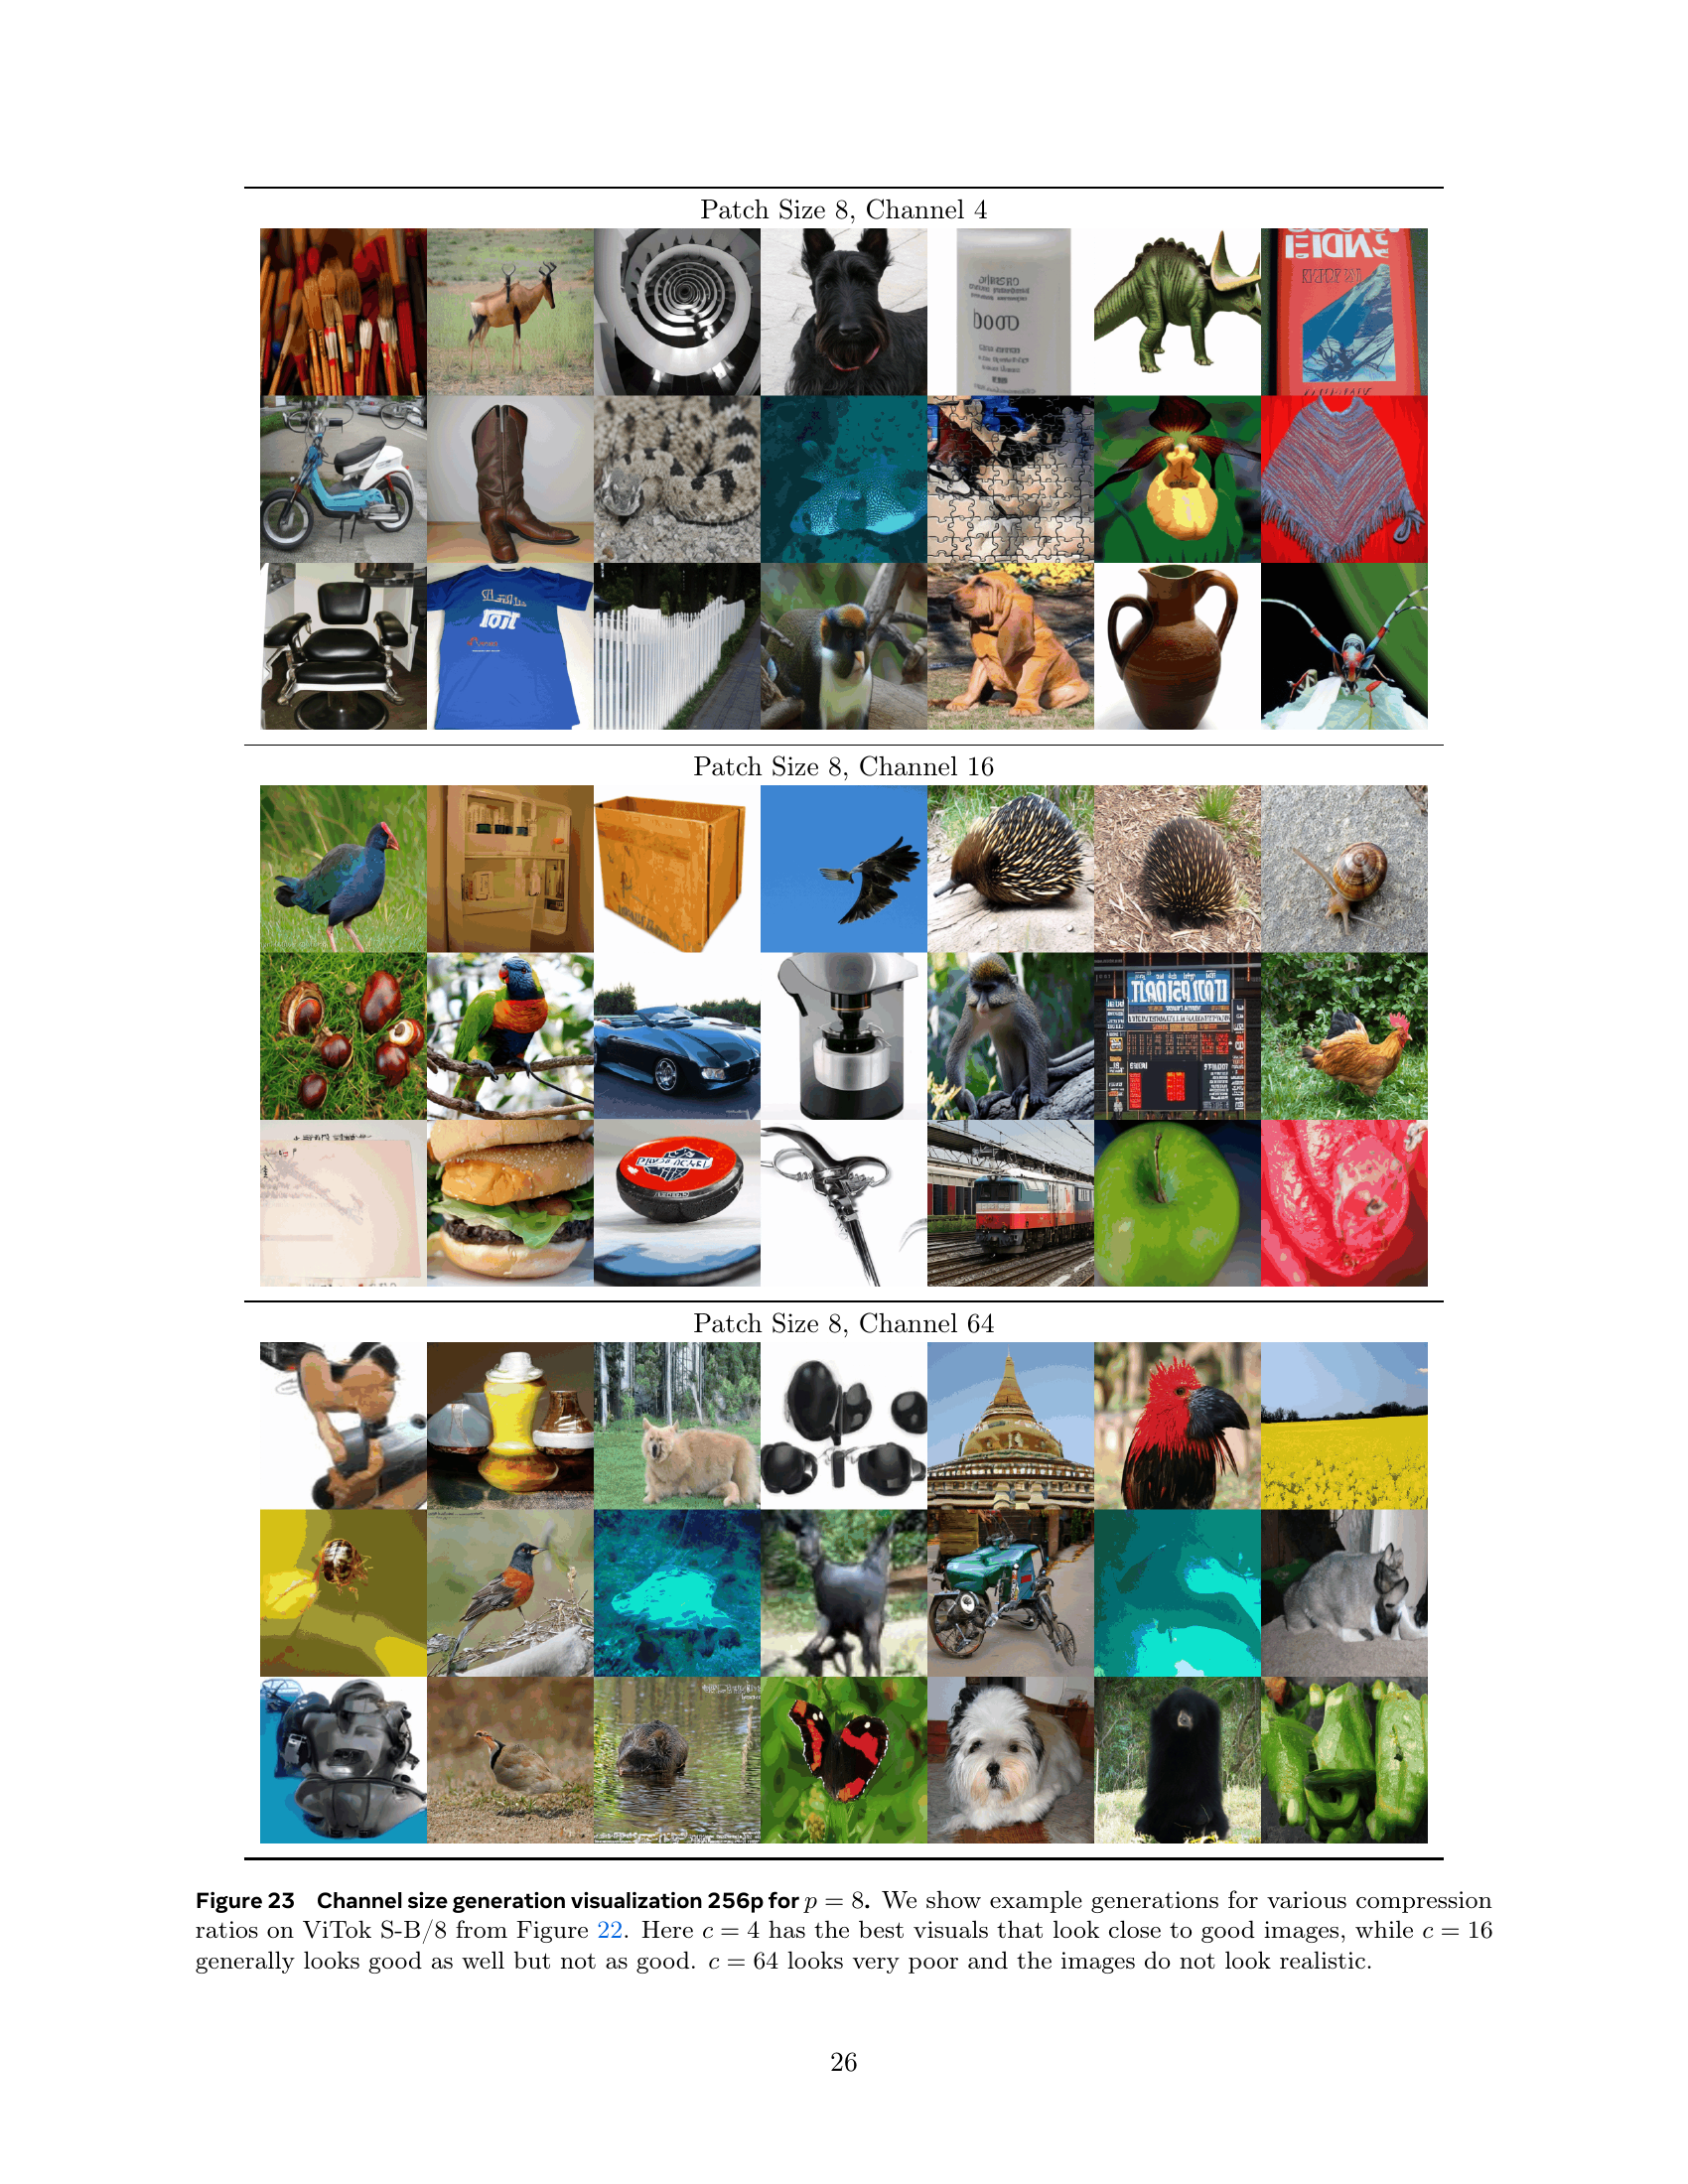 Patch Size 8, Channel 4
Patch Size 8, Channel 16
Patch Size 8, Channel 64
Figure 23 Channel size generation visualization 256p for p = 8. We show example generations for various compression
ratios on ViTok S-B/8 from Figure 22. Here c = 4 has the best visuals that look close to good images, while c = 16
generally looks good as well but not as good. c = 64 looks very poor and the images do not look realistic.
26